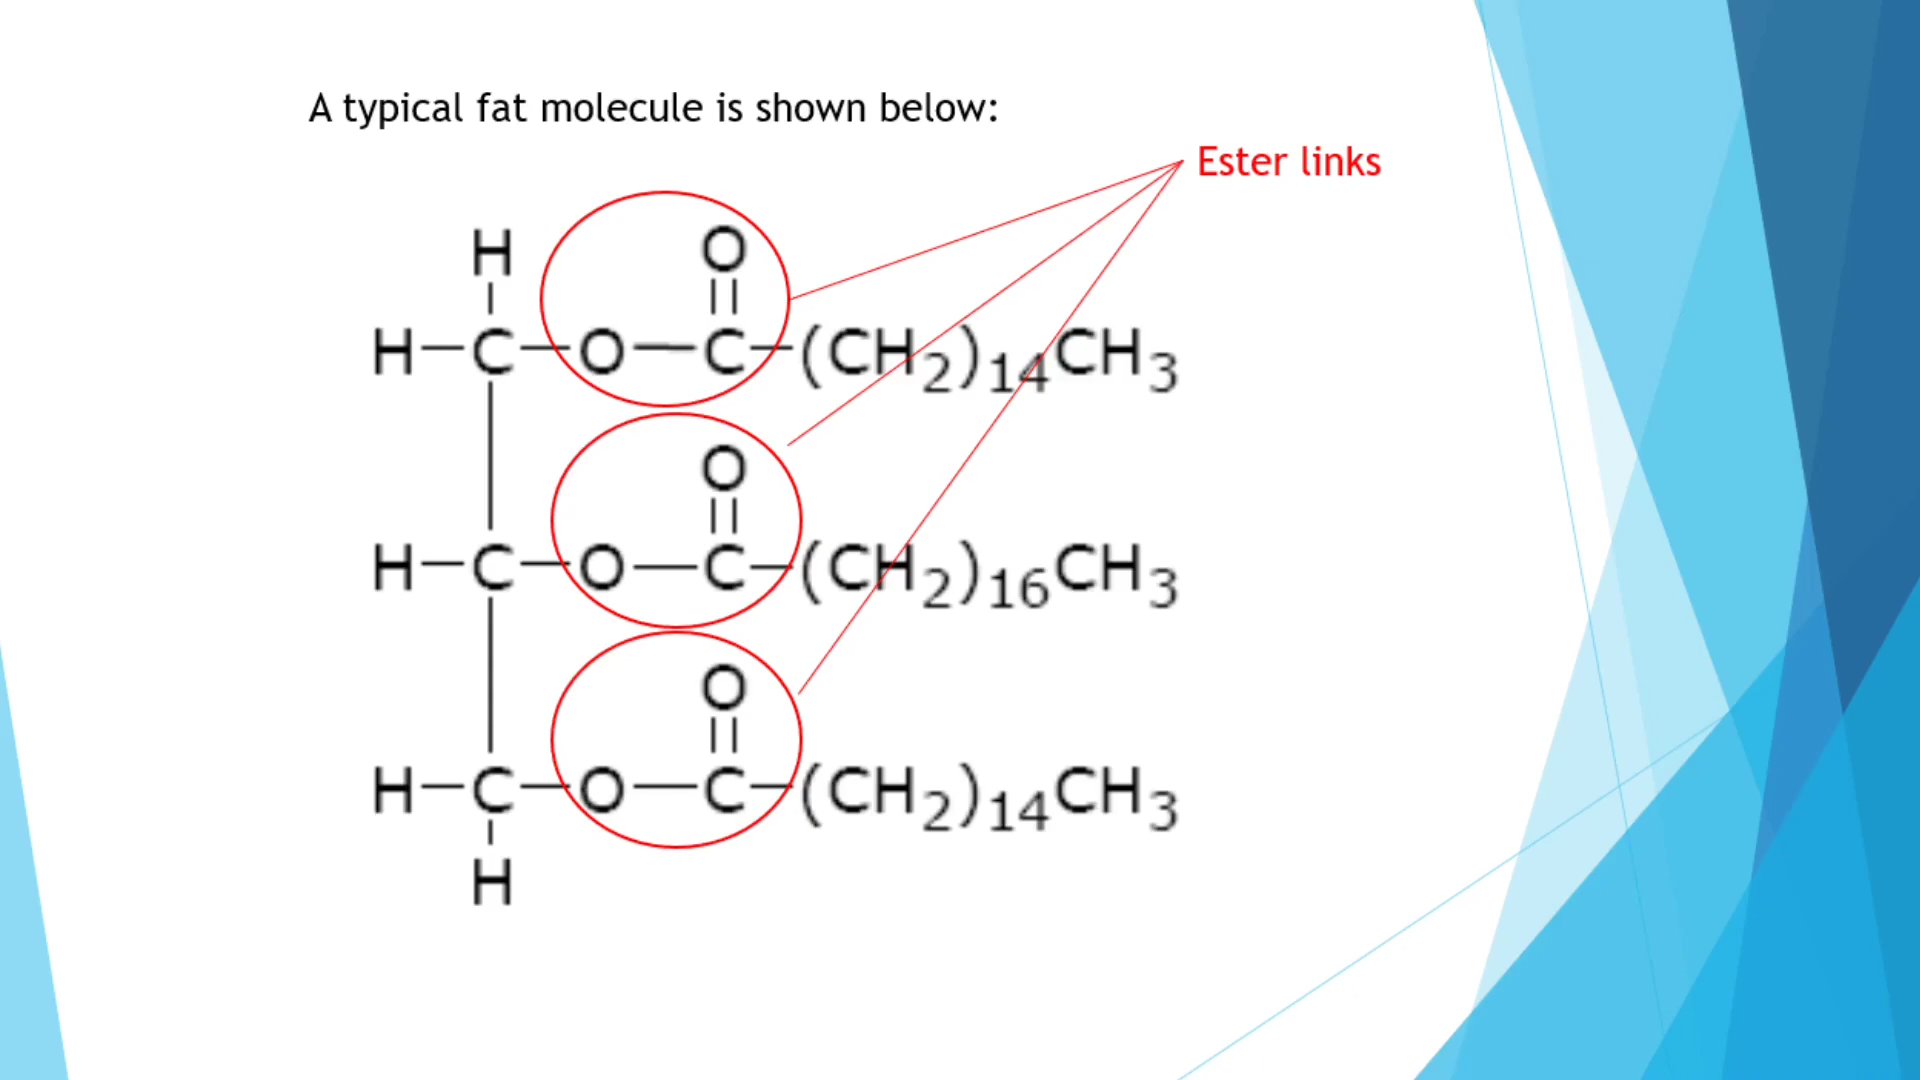 A typical fat molecule is shown below:
Ester links
H O
H–C–O–C–(CH₂)₁₄CH₃
O
H–C–O–C–(CH₂)₁₆CH₃
O
H–C–O–C–(CH₂)₁₄CH₃
H